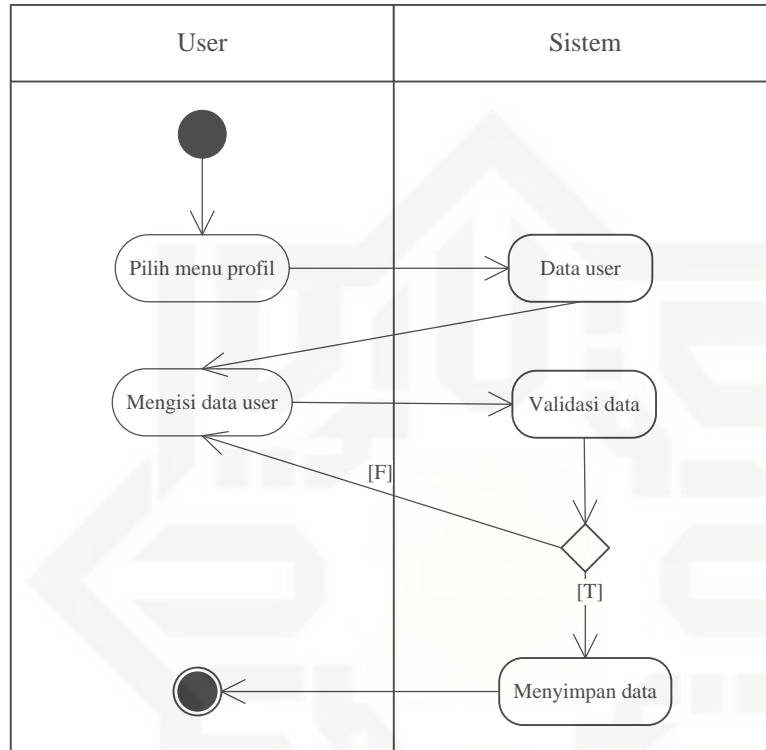 User
Sistem
Pilih menu profil
Data user
Mengisi data user
Validasi data
[F]
[T]
Menyimpan data